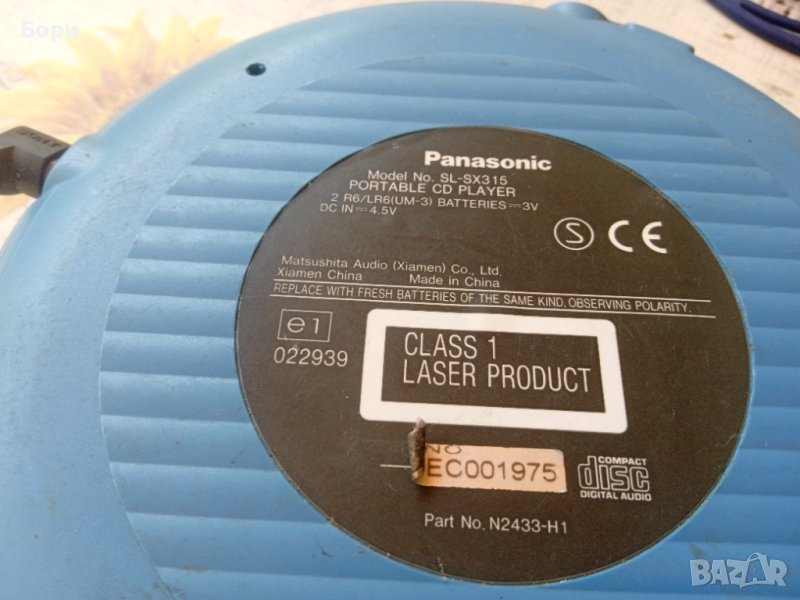 Бори
Panasonic
Model No. SL-SX315
PORTABLE CD PLAYER
2 R6/LR6(UM-3) BATTERIES ⎓ 3V
DC IN ⎓ 4.5V
S CE
Matsushita Audio (Xiamen) Co., Ltd.
Xiamen China Made in China
REPLACE WITH FRESH BATTERIES OF THE SAME KIND, OBSERVING POLARITY.
e1
022939
CLASS 1
LASER PRODUCT
NO
EC001975
COMPACT
disc
DIGITAL AUDIO
Part No. N2433-H1
BAZAR